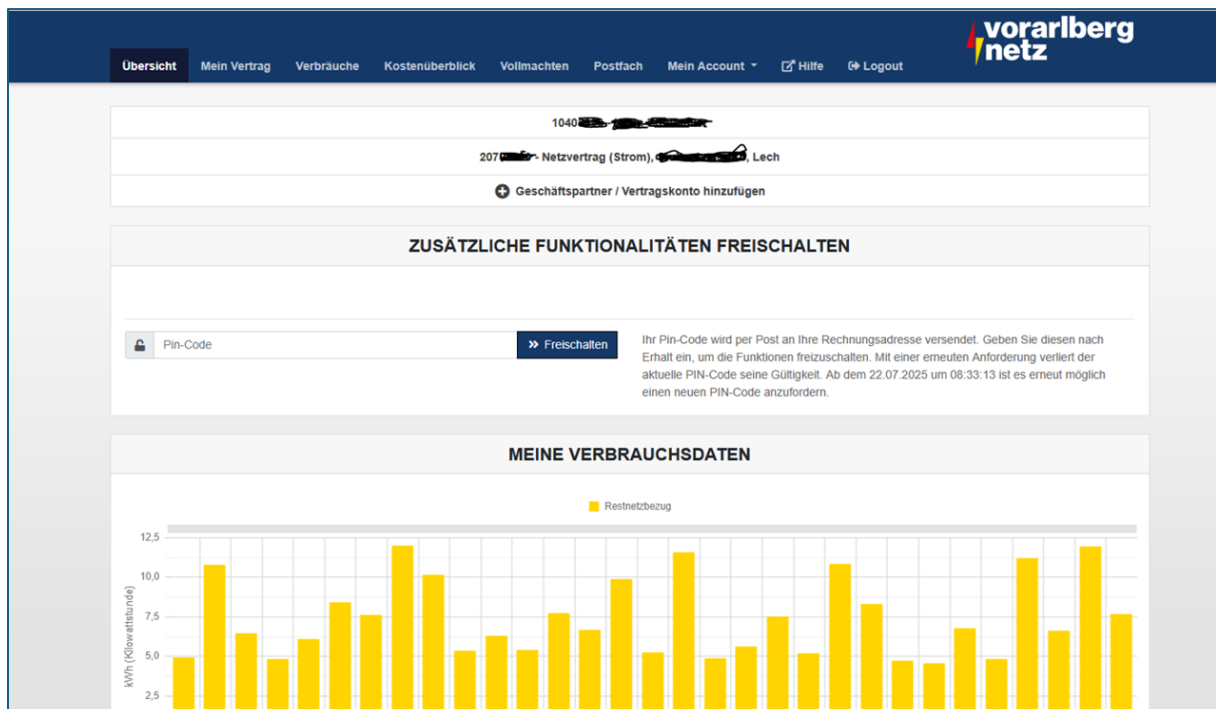 vorarlberg
netz
Übersicht Mein Vertrag Verbräuche Kostenüberblick Vollmachten Postfach Mein Account Hilfe Logout
1040
207 - Netzvertrag (Strom), , Lech
Geschäftspartner / Vertragskonto hinzufügen
ZUSÄTZLICHE FUNKTIONALITÄTEN FREISCHALTEN
Pin-Code
» Freischalten
Ihr Pin-Code wird per Post an Ihre Rechnungsadresse versendet. Geben Sie diesen nach
Erhalt ein, um die Funktionen freizuschalten. Mit einer erneuten Anforderung verliert der
aktuelle PIN-Code seine Gültigkeit. Ab dem 22.07.2025 um 08:33:13 ist es erneut möglich
einen neuen PIN-Code anzufordern.
MEINE VERBRAUCHSDATEN
Restnetzbezug
kWh (Kilowattstunde)
12,5
10,0
7,5
5,0
2,5